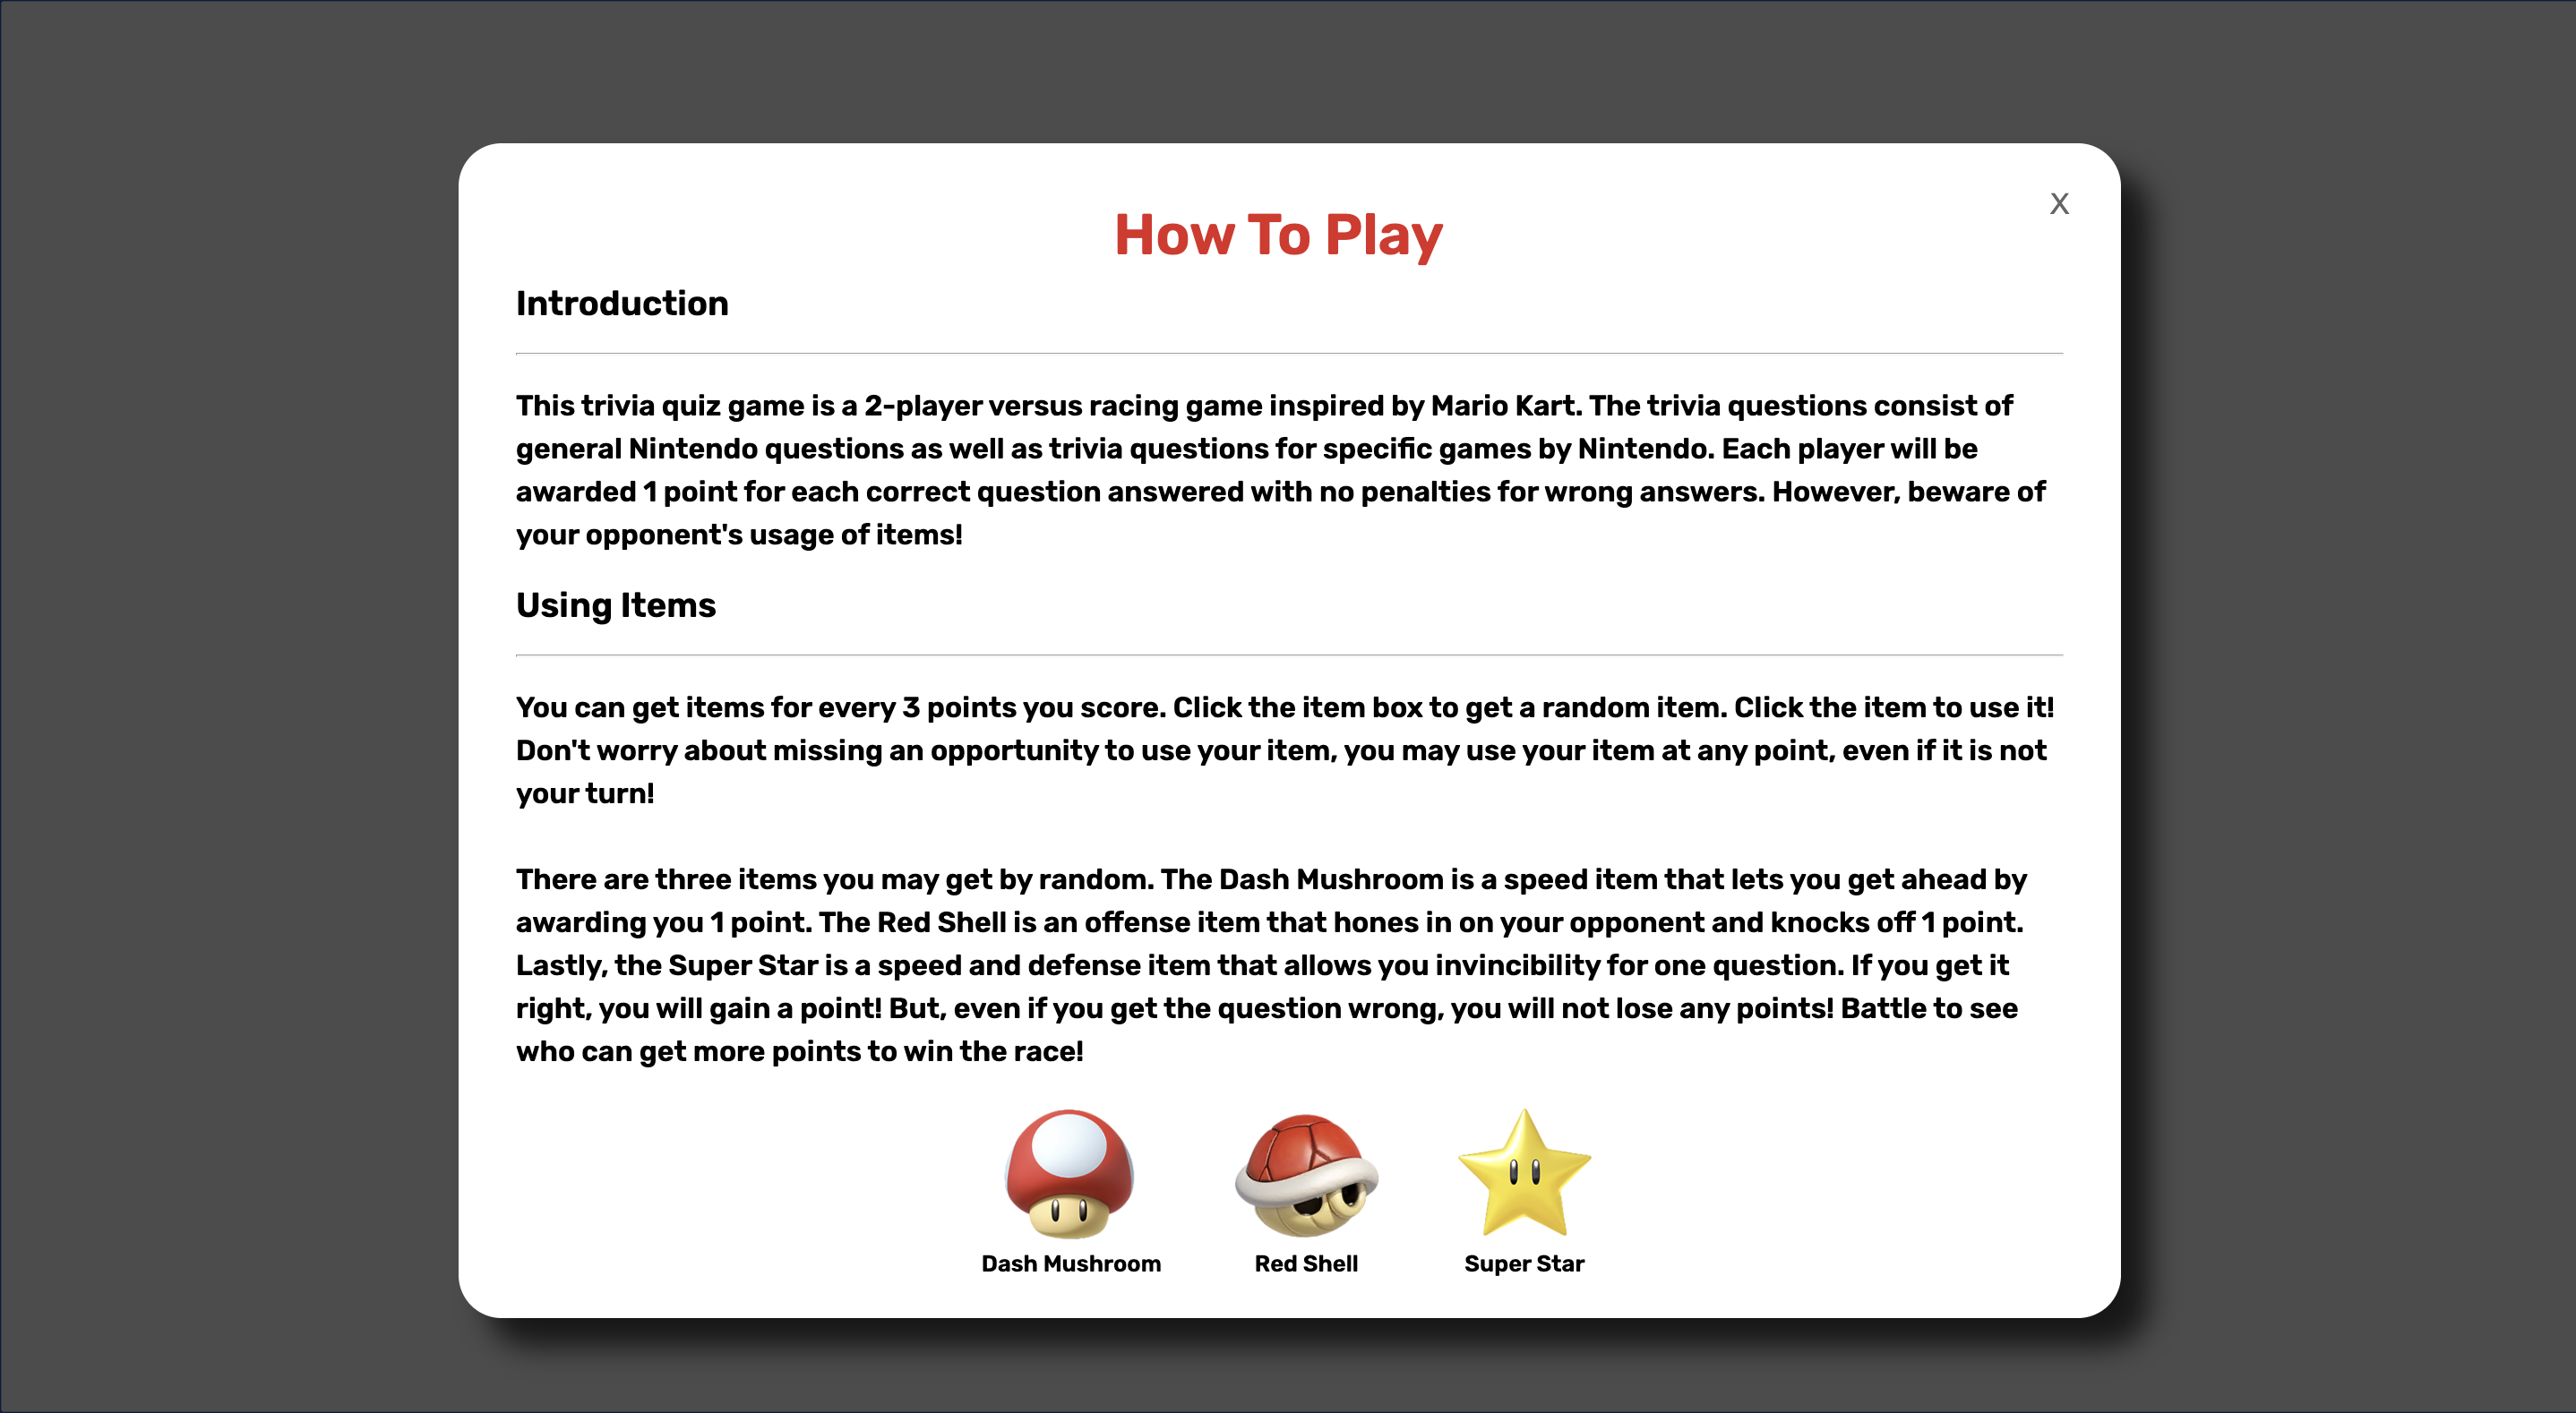 X
How To Play
Introduction
This trivia quiz game is a 2-player versus racing game inspired by Mario Kart. The trivia questions consist of
general Nintendo questions as well as trivia questions for specific games by Nintendo. Each player will be
awarded 1 point for each correct question answered with no penalties for wrong answers. However, beware of
your opponent's usage of items!
Using Items
You can get items for every 3 points you score. Click the item box to get a random item. Click the item to use it!
Don't worry about missing an opportunity to use your item, you may use your item at any point, even if it is not
your turn!
There are three items you may get by random. The Dash Mushroom is a speed item that lets you get ahead by
awarding you 1 point. The Red Shell is an offense item that hones in on your opponent and knocks off 1 point.
Lastly, the Super Star is a speed and defense item that allows you invincibility for one question. If you get it
right, you will gain a point! But, even if you get the question wrong, you will not lose any points! Battle to see
who can get more points to win the race!
Dash Mushroom
Red Shell
Super Star